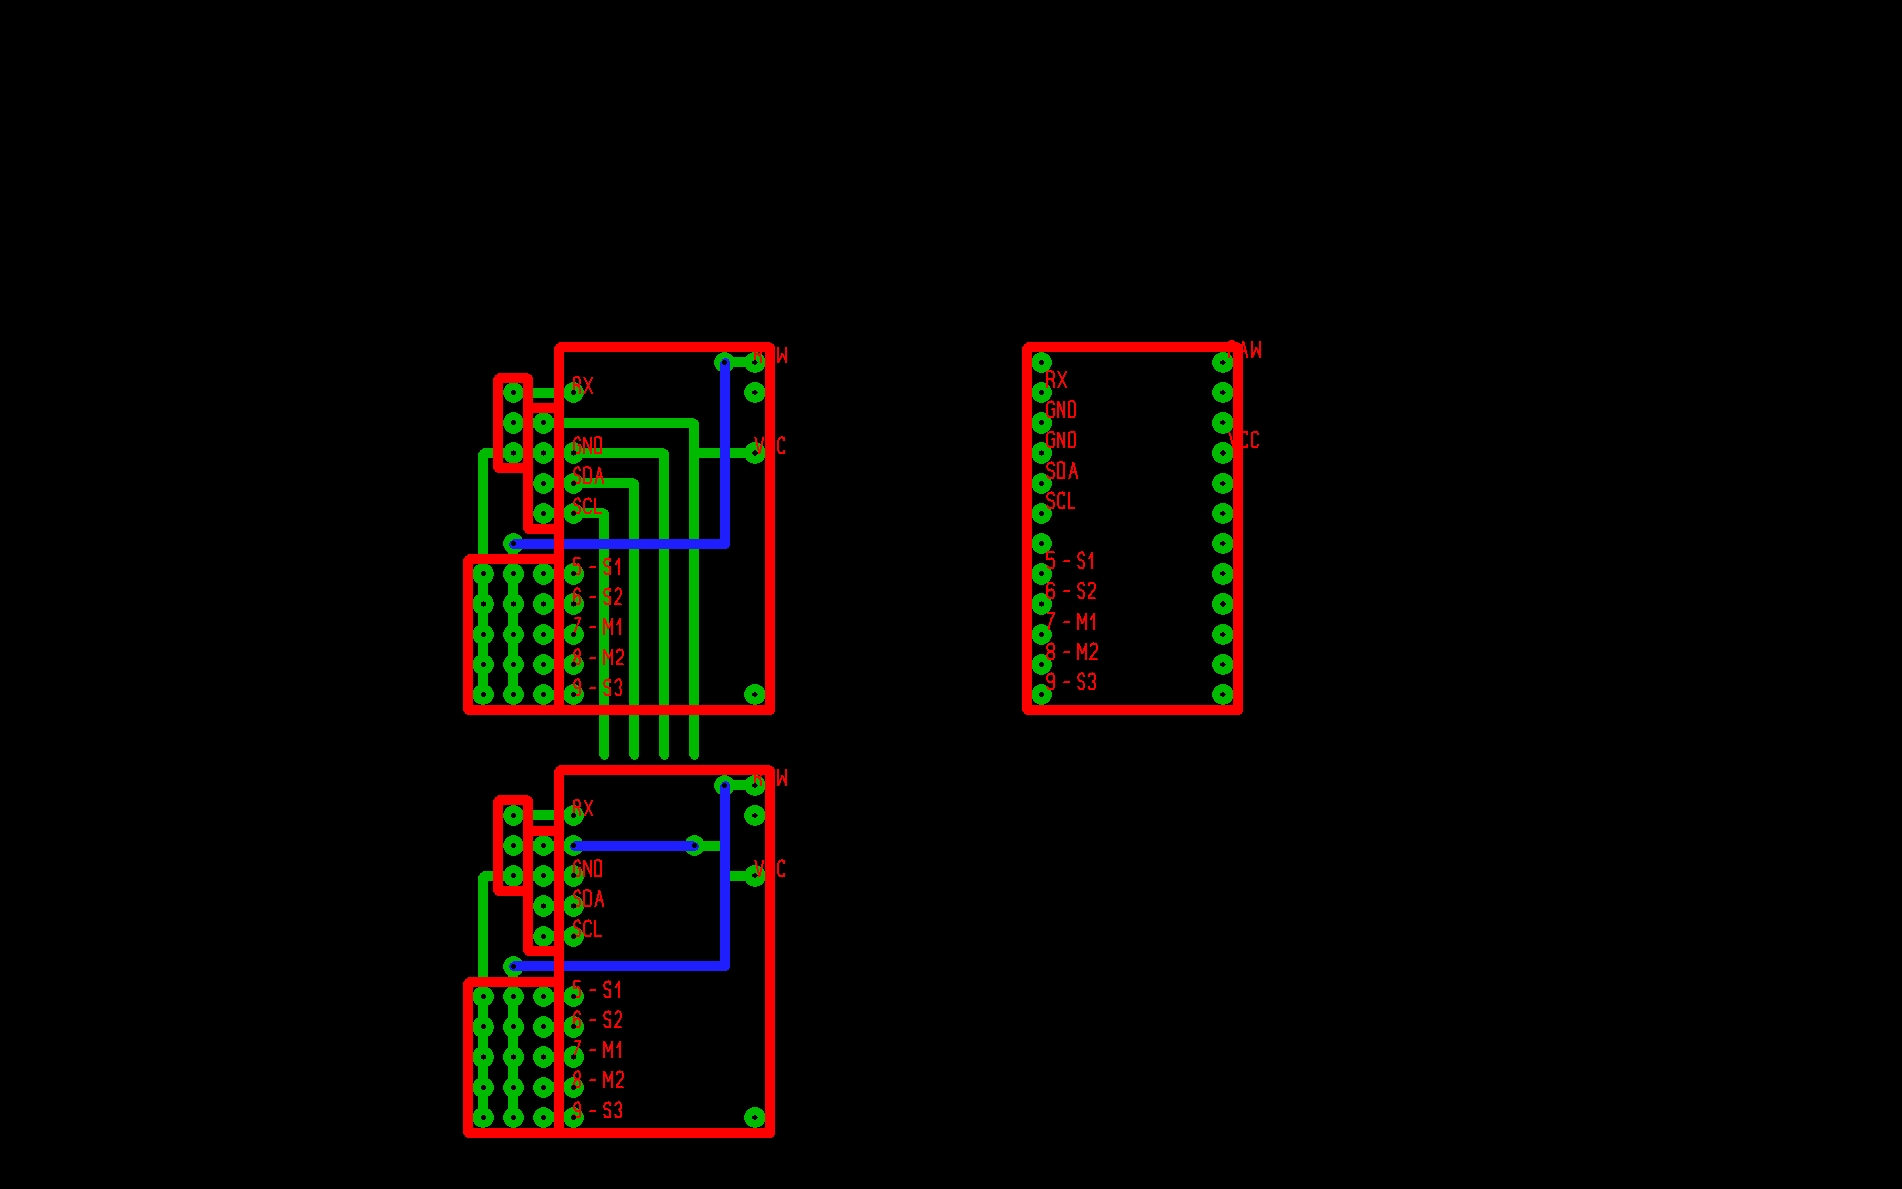 RAW
RX
VCC
GND
SDA
SCL
5-S1
6-S2
7-M1
8-M2
9-S3
RAW
RX
GND
GND
VCC
SDA
SCL
5-S1
6-S2
7-M1
8-M2
9-S3
RAW
RX
GND
VCC
SDA
SCL
5-S1
6-S2
7-M1
8-M2
9-S3